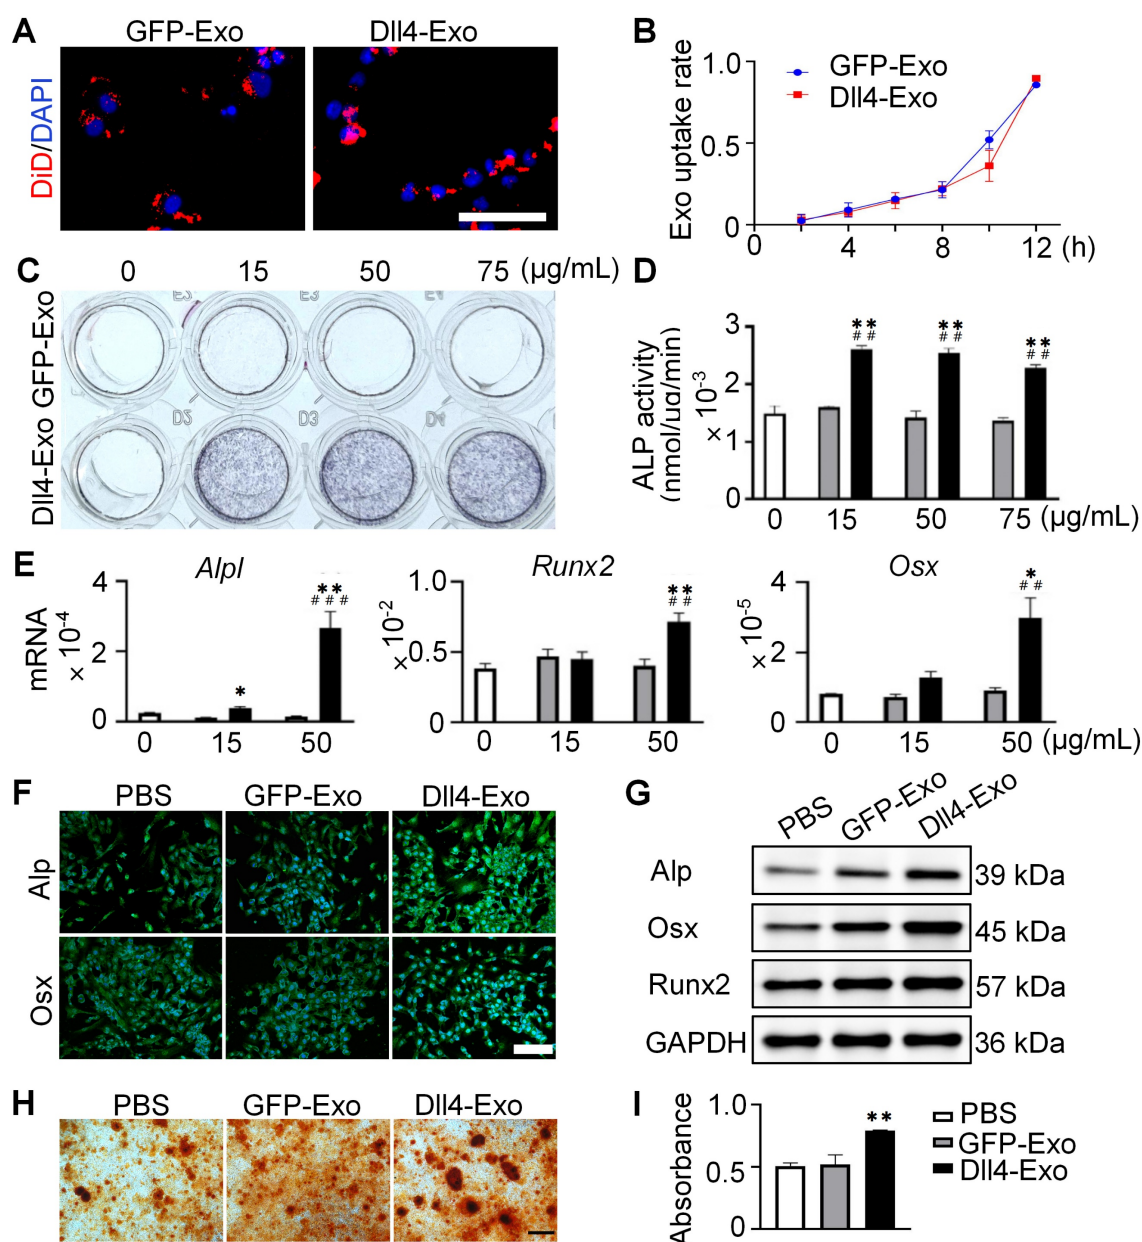 A
GFP-Exo
Dll4-Exo
DiD/DAPI
B
Exo uptake rate
1.0
0.5
0
GFP-Exo
Dll4-Exo
0 4 8 12 (h)
C
0 15 50 75 (µg/mL)
GFP-Exo
Dll4-Exo
E3
D2 D3 D4
D
ALP activity
(nmol/µg/min)
× 10-3
3
2
1
0
** ** **
## ## ##
0 15 50 75 (µg/mL)
E
Alpl Runx2 Osx
mRNA
× 10-4
4
2
0
*
**
###
0 15 50
× 10-2
1.0
0.5
0
**
##
0 15 50
× 10-5
4
2
0
*
##
0 15 50 (µg/mL)
F
PBS GFP-Exo Dll4-Exo
Alp
Osx
G
PBS GFP-Exo Dll4-Exo
Alp 39 kDa
Osx 45 kDa
Runx2 57 kDa
GAPDH 36 kDa
H
PBS GFP-Exo Dll4-Exo
I
Absorbance
1.0
0.5
0
**
PBS
GFP-Exo
Dll4-Exo